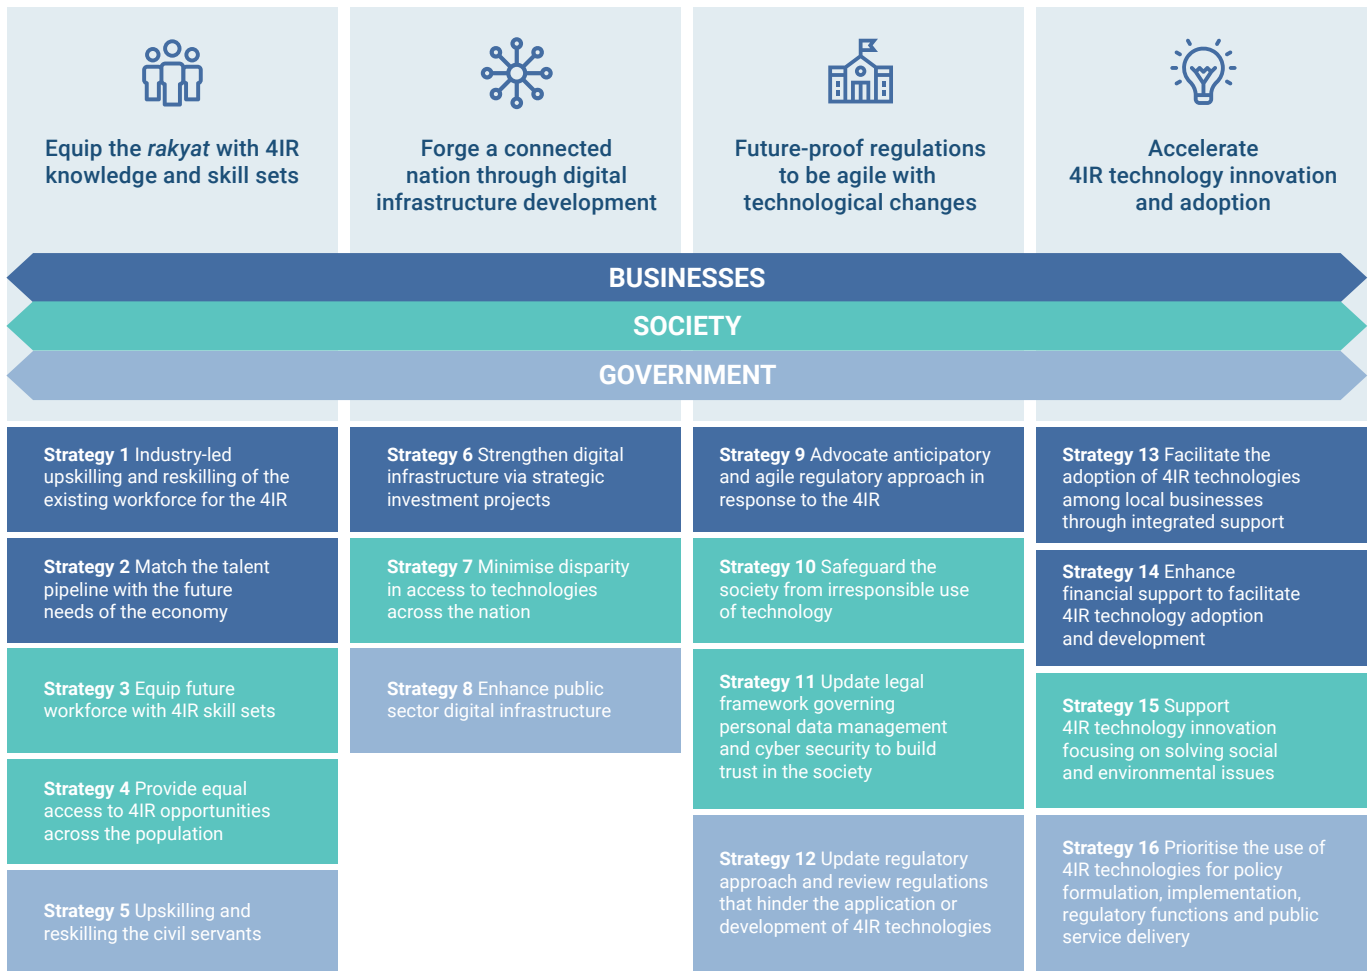 Equip the rakyat with 4IR
knowledge and skill sets
Forge a connected
nation through digital
infrastructure development
Future-proof regulations
to be agile with
technological changes
Accelerate
4IR technology innovation
and adoption
BUSINESSES
SOCIETY
GOVERNMENT
Strategy 1 Industry-led
upskilling and reskilling of the
existing workforce for the 4IR
Strategy 2 Match the talent
pipeline with the future
needs of the economy
Strategy 3 Equip future
workforce with 4IR skill sets
Strategy 4 Provide equal
access to 4IR opportunities
across the population
Strategy 5 Upskilling and
reskilling the civil servants
Strategy 6 Strengthen digital
infrastructure via strategic
investment projects
Strategy 7 Minimise disparity
in access to technologies
across the nation
Strategy 8 Enhance public
sector digital infrastructure
Strategy 9 Advocate anticipatory
and agile regulatory approach in
response to the 4IR
Strategy 10 Safeguard the
society from irresponsible use
of technology
Strategy 11 Update legal
framework governing
personal data management
and cyber security to build
trust in the society
Strategy 12 Update regulatory
approach and review regulations
that hinder the application or
development of 4IR technologies
Strategy 13 Facilitate the
adoption of 4IR technologies
among local businesses
through integrated support
Strategy 14 Enhance
financial support to facilitate
4IR technology adoption
and development
Strategy 15 Support
4IR technology innovation
focusing on solving social
and environmental issues
Strategy 16 Prioritise the use of
4IR technologies for policy
formulation, implementation,
regulatory functions and public
service delivery